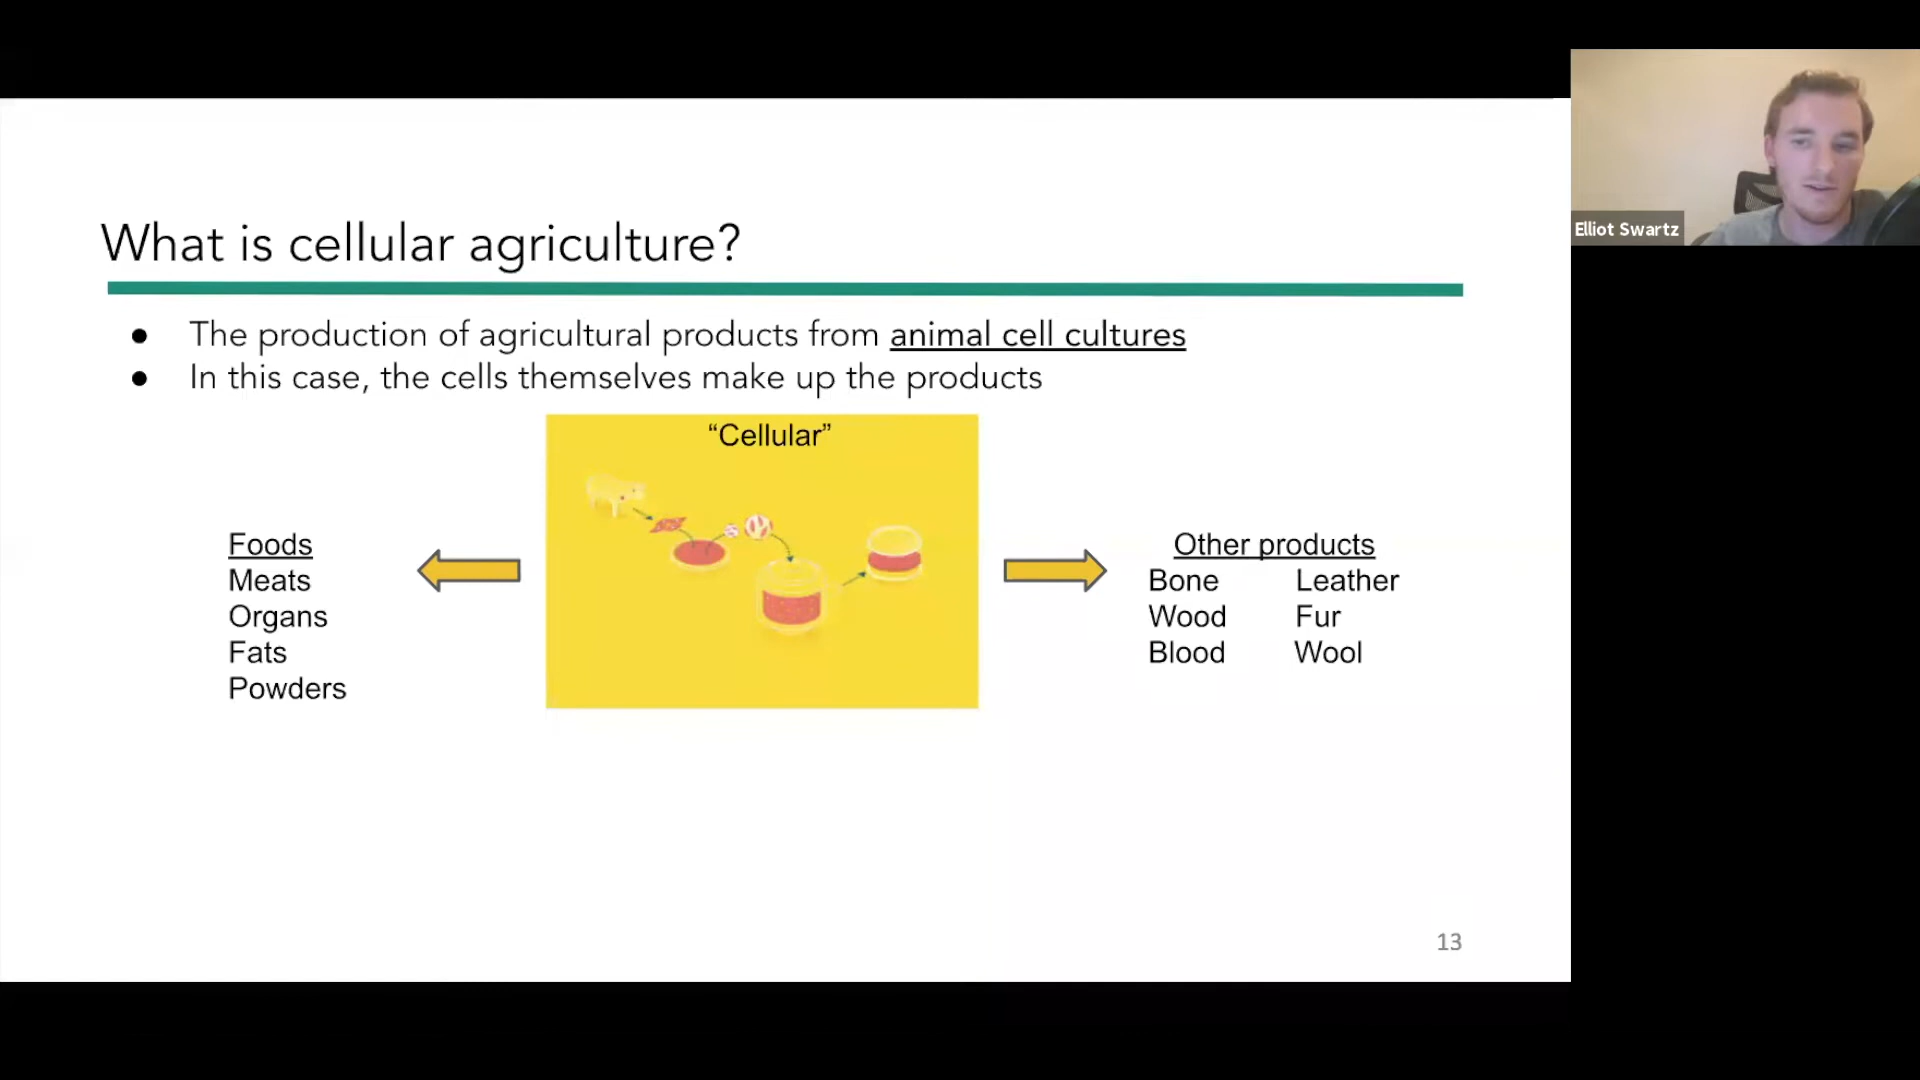 What is cellular agriculture?
● The production of agricultural products from animal cell cultures
● In this case, the cells themselves make up the products
“Cellular”
Foods
Meats
Organs
Fats
Powders
Other products
Bone Leather
Wood Fur
Blood Wool
13
Elliot Swartz